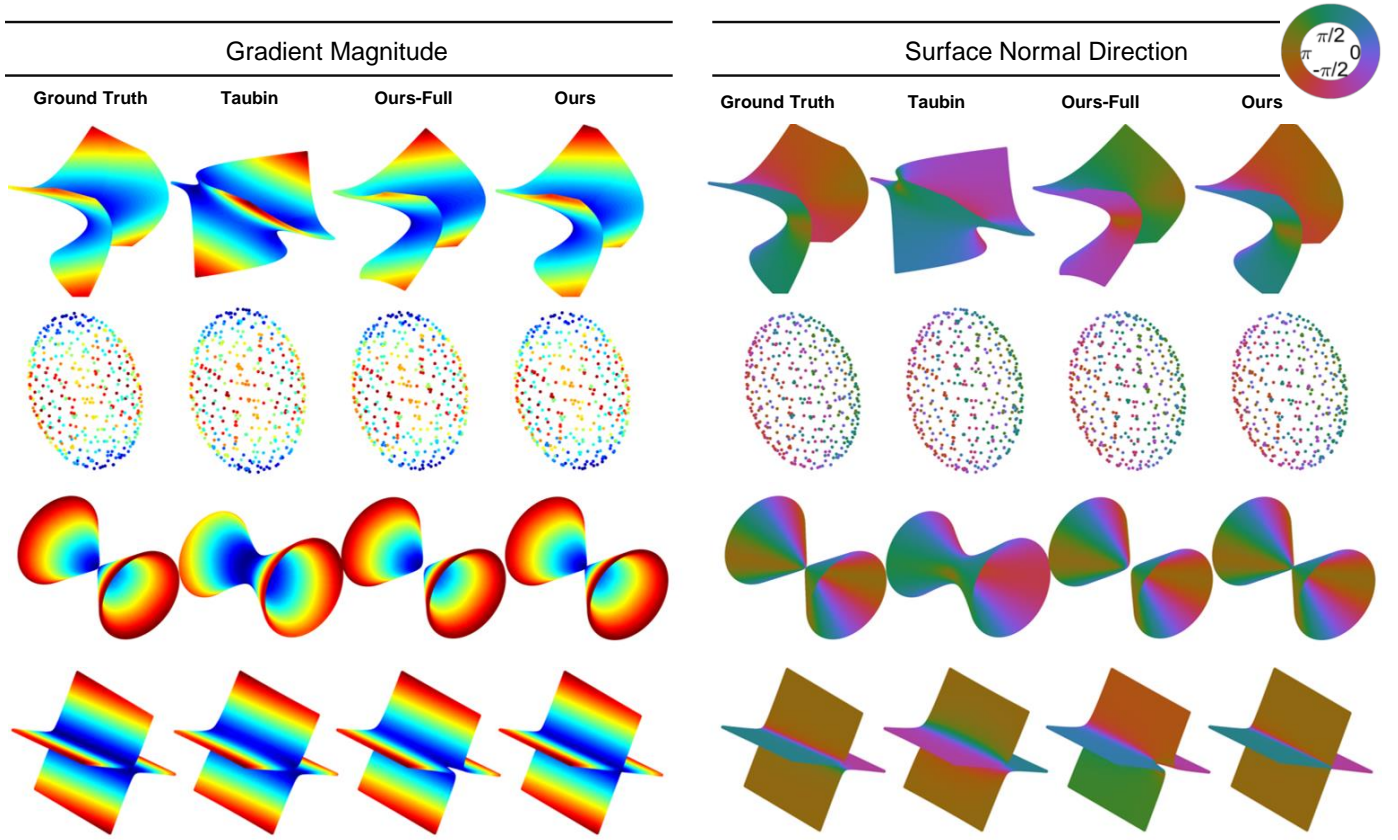 Gradient Magnitude
Surface Normal Direction
π/2
π 0
-π/2
Ground Truth Taubin Ours-Full Ours
Ground Truth Taubin Ours-Full Ours